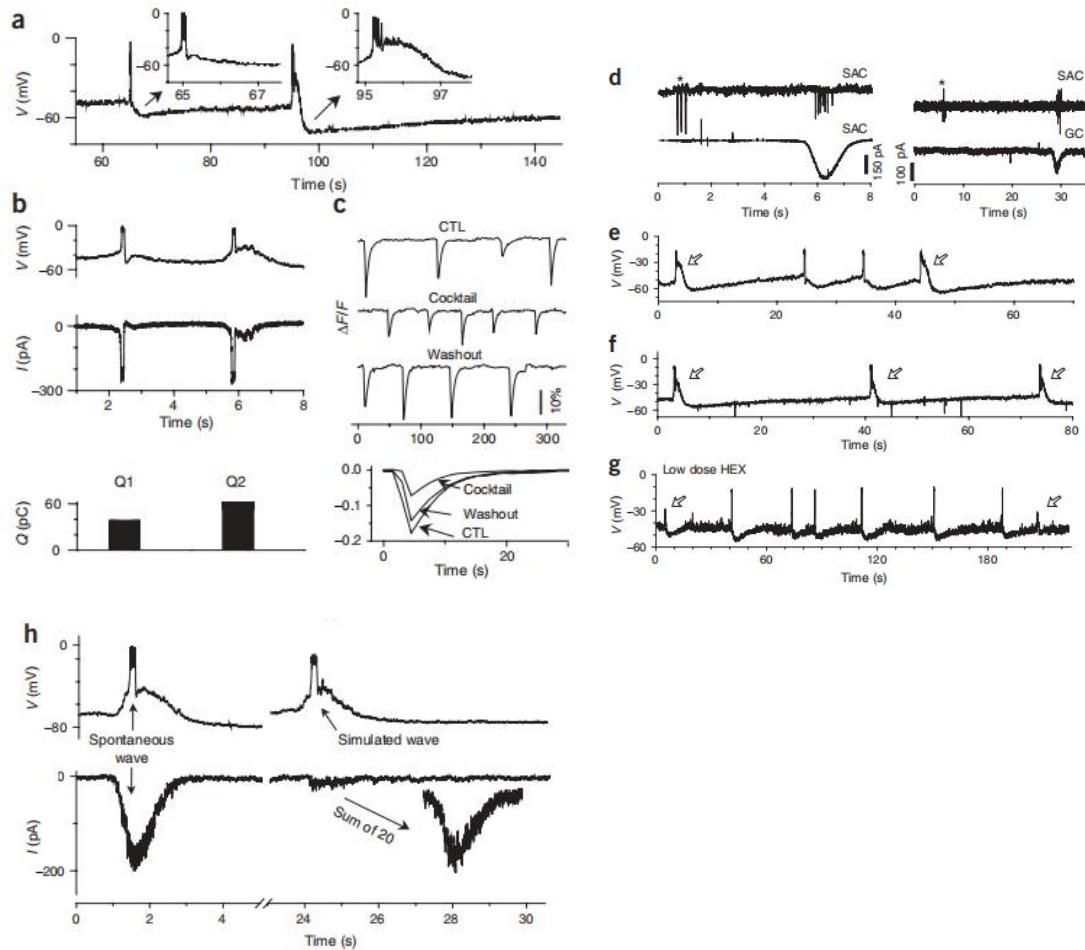 a
V (mV)
0
–60
0
–60
65
67
0
–60
95
97
60
80
100
120
140
Time (s)
b
V (mV)
0
–60
I (pA)
0
–300
2
4
6
8
Time (s)
Q (pC)
60
0
Q1
Q2
c
CTL
Cocktail
Washout
ΔF/F
10%
0
100
200
300
0.0
–0.1
–0.2
Cocktail
Washout
CTL
0
20
Time (s)
d
*
SAC
SAC
150 pA
0
2
4
6
8
Time (s)
*
SAC
GC
100 pA
0
10
20
30
Time (s)
e
V (mV)
0
–30
–60
0
20
40
60
Time (s)
f
V (mV)
0
–30
–60
0
20
40
60
80
Time (s)
g
Low dose HEX
V (mV)
0
–30
–60
0
60
120
180
Time (s)
h
V (mV)
0
–80
Spontaneous
wave
Simulated wave
I (pA)
0
–200
Sum of 20
0
2
4
24
26
28
30
Time (s)